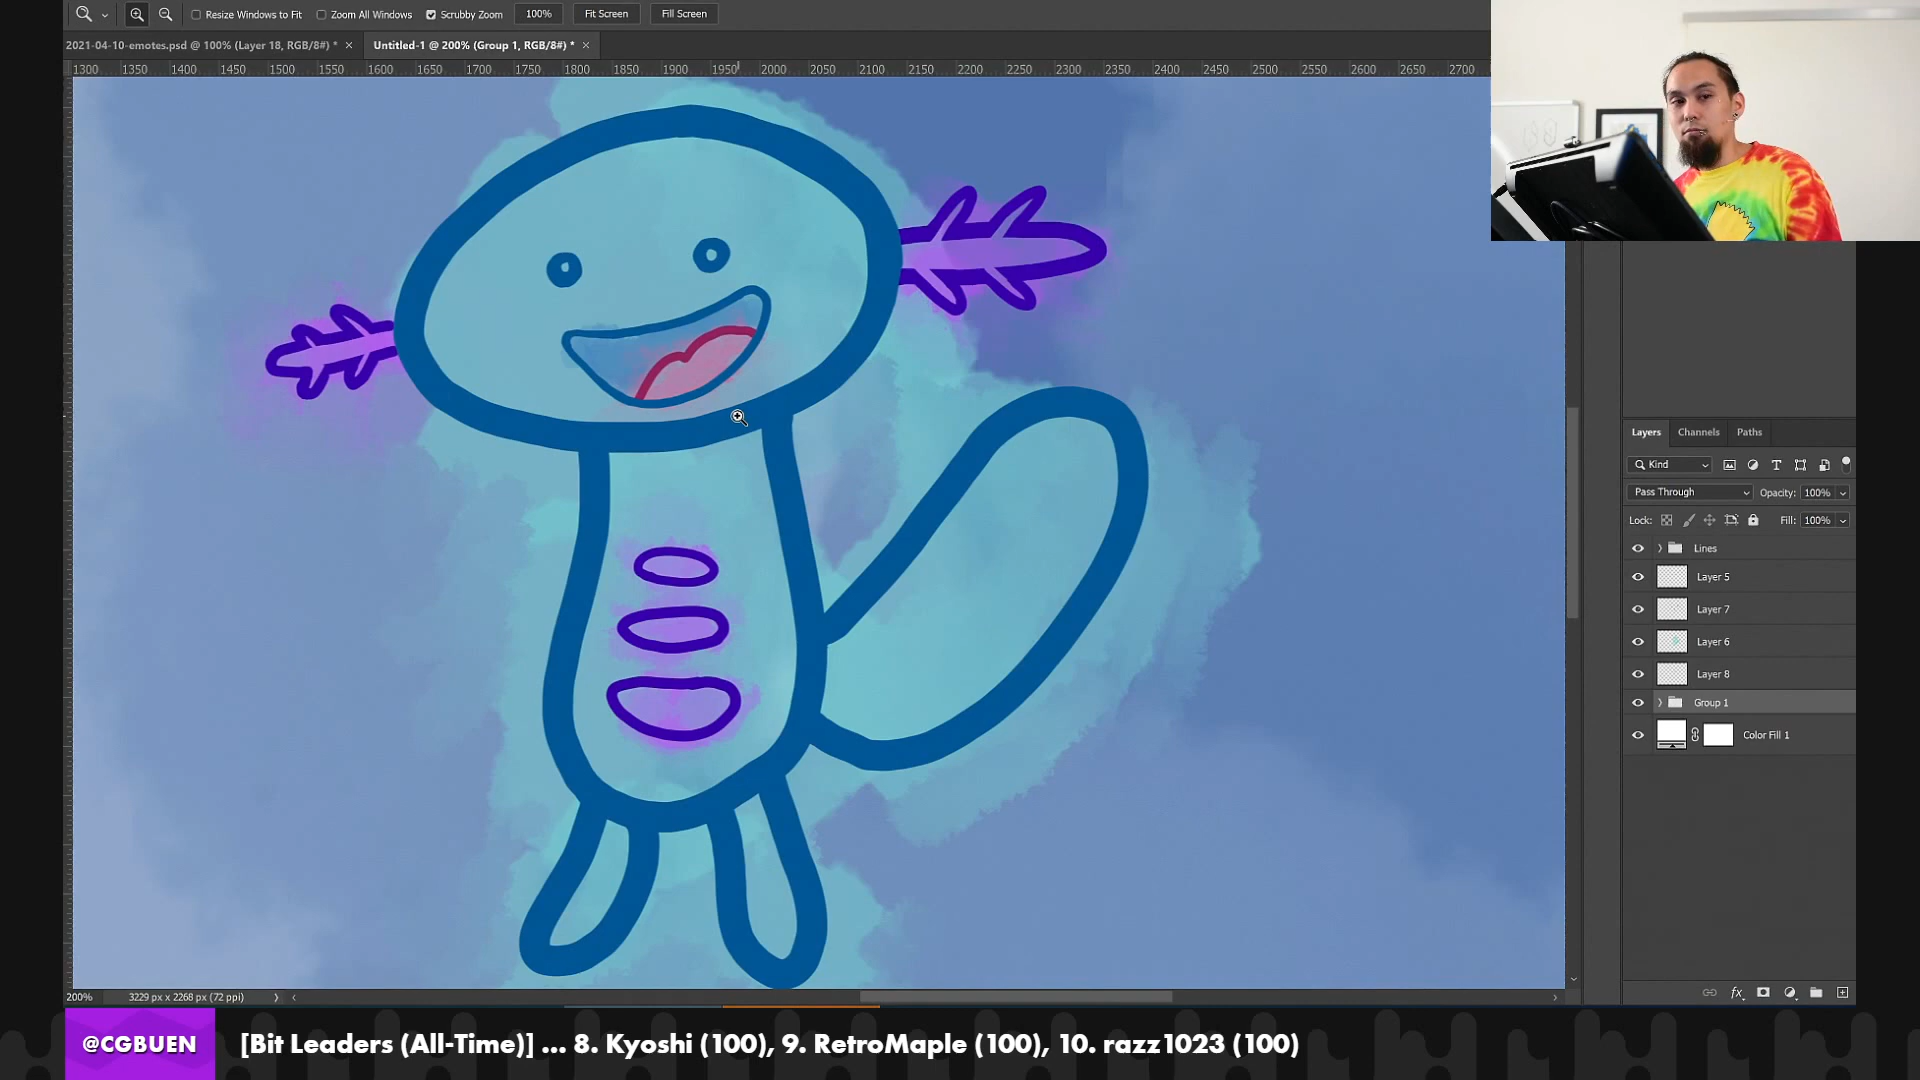 Resize Windows to Fit
Zoom All Windows
Scrubby Zoom
100%
Fit Screen
Fill Screen
2021-04-10-emotes.psd @ 100% (Layer 18, RGB/8#) * ×
Untitled-1 @ 200% (Group 1, RGB/8#) * ×
1300 1350 1400 1450 1500 1550 1600 1650 1700 1750 1800 1850 1900 1950 2000 2050 2100 2150 2200 2250 2300 2350 2400 2450 2500 2550 2600 2650 2700
Layers Channels Paths
Kind
Pass Through
Opacity: 100%
Lock:
Fill: 100%
Lines
Layer 5
Layer 7
Layer 6
Layer 8
Group 1
Color Fill 1
fx
200%
3229 px x 2268 px (72 ppi)
@CGBUEN
[Bit Leaders (All-Time)] ... 8. Kyoshi (100), 9. RetroMaple (100), 10. razz1023 (100)